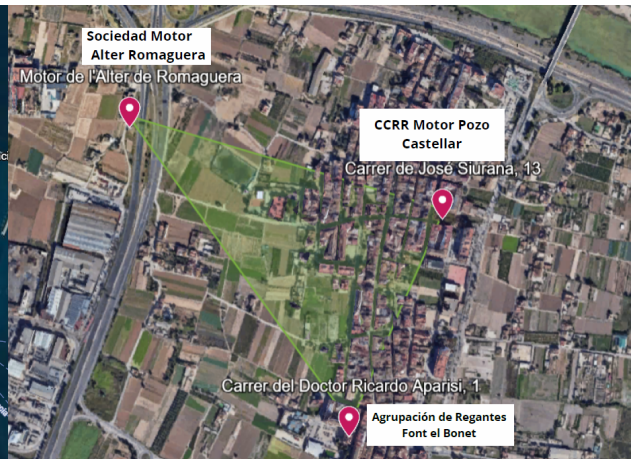 Sociedad Motor
Alter Romaguera
Motor de l'Alter de Romaguera
CCRR Motor Pozo
Castellar
Carrer de José Siurana, 13
Carrer del Doctor Ricardo Aparisi, 1
Agrupación de Regantes
Font el Bonet